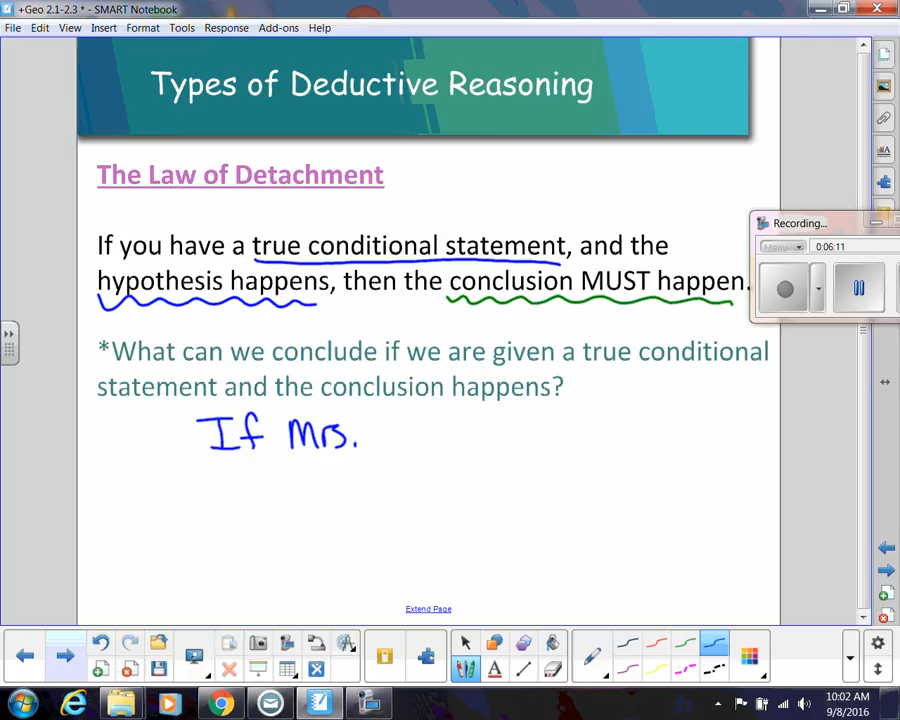 +Geo 2.1-2.3 * - SMART Notebook
File Edit View Insert Format Tools Response Add-ons Help
Types of Deductive Reasoning
The Law of Detachment
If you have a true conditional statement, and the
hypothesis happens, then the conclusion MUST happen.
Recording...
Menu
0:06:11
*What can we conclude if we are given a true conditional
statement and the conclusion happens?
If Mrs.
Extend Page
10:02 AM
9/8/2016